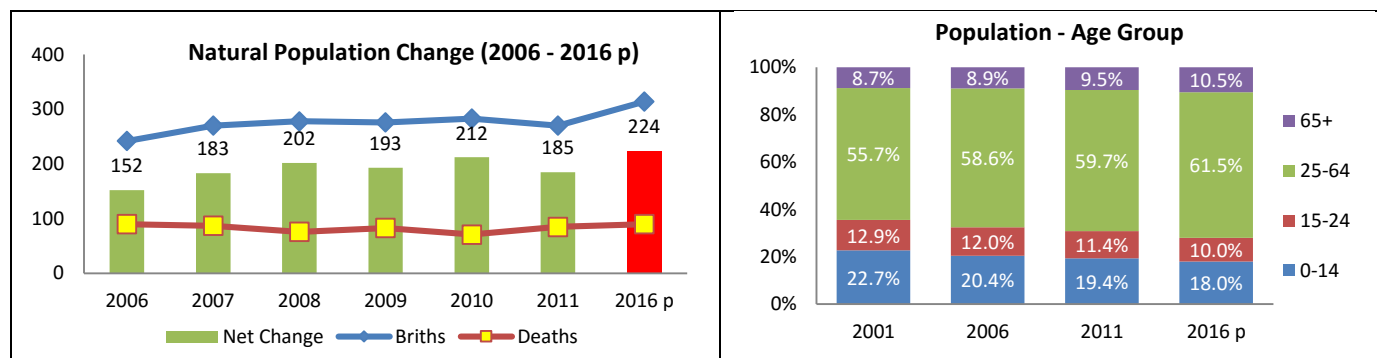 Natural Population Change (2006 - 2016 p)
400
300
200
100
0
152
183
202
193
212
185
224
2006 2007 2008 2009 2010 2011 2016 p
Net Change Briths Deaths
Population - Age Group
100%
80%
60%
40%
20%
0%
8.7% 8.9% 9.5% 10.5%
55.7% 58.6% 59.7% 61.5%
12.9% 12.0% 11.4% 10.0%
22.7% 20.4% 19.4% 18.0%
2001 2006 2011 2016 p
65+
25-64
15-24
0-14